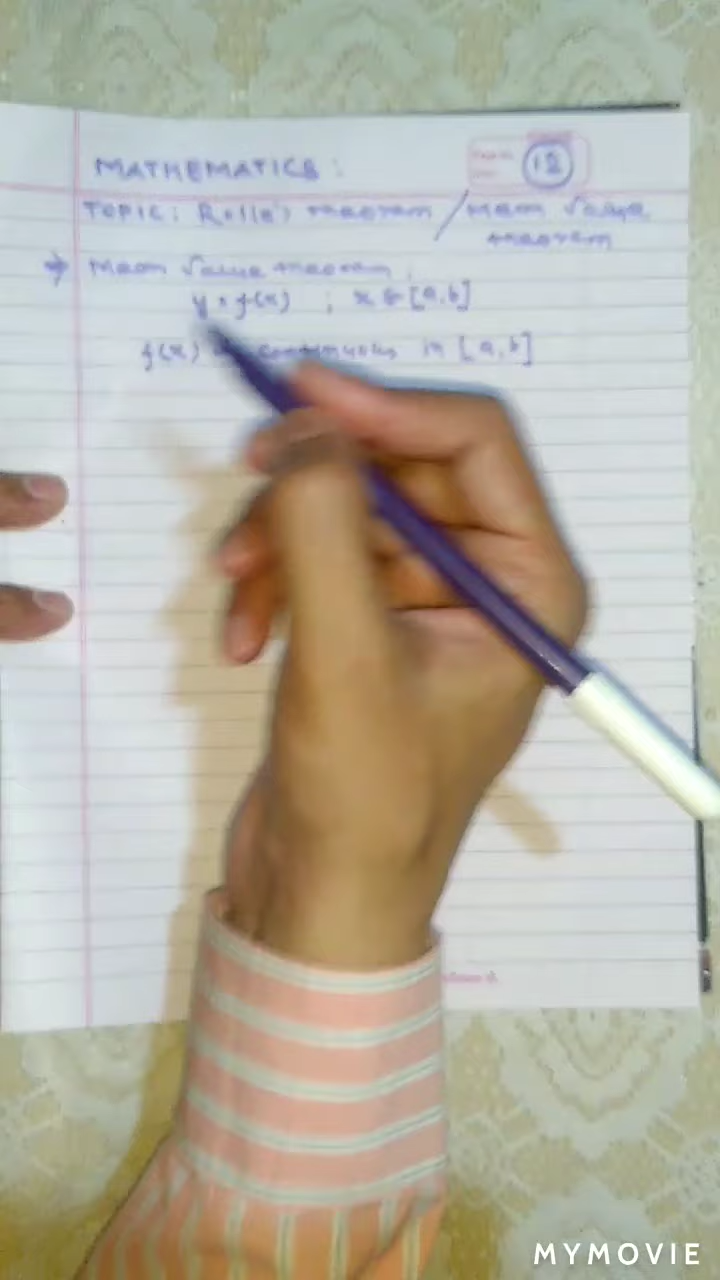 MATHEMATICS:
12
TOPIC: Rolle's theorem / Mean Value theorem
⇒ Mean Value theorem:
y = f(x) ; x ∈ [a,b]
f(x) continuous in [a,b]
MYMOVIE